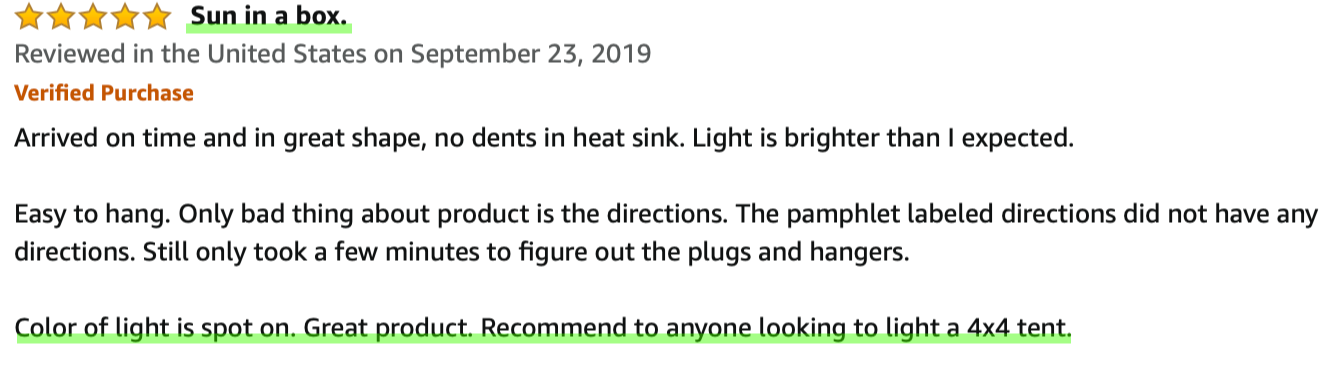 Sun in a box.
Reviewed in the United States on September 23, 2019
Verified Purchase
Arrived on time and in great shape, no dents in heat sink. Light is brighter than I expected.
Easy to hang. Only bad thing about product is the directions. The pamphlet labeled directions did not have any
directions. Still only took a few minutes to figure out the plugs and hangers.
Color of light is spot on. Great product. Recommend to anyone looking to light a 4x4 tent.